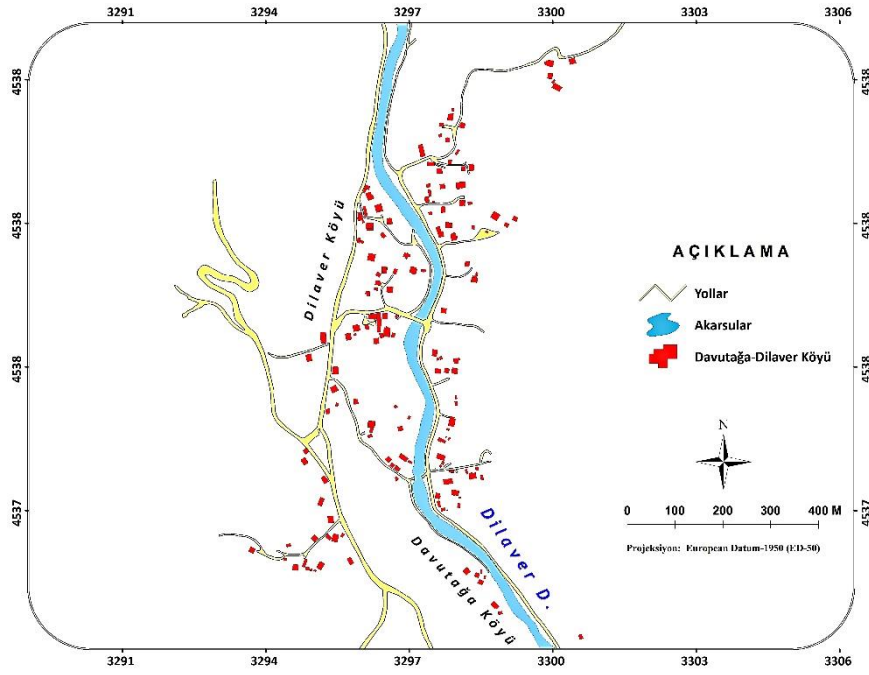 3291 3294 3297 3300 3303 3306
4538 4538
4538 4538
4538 4538
4537 4537
Dilaver Köyü
Dilaver D.
Davutağa Köyü
AÇIKLAMA
Yollar
Akarsular
Davutağa-Dilaver Köyü
N
0 100 200 300 400 M
Projeksiyon: European Datum-1950 (ED-50)
3291 3294 3297 3300 3303 3306